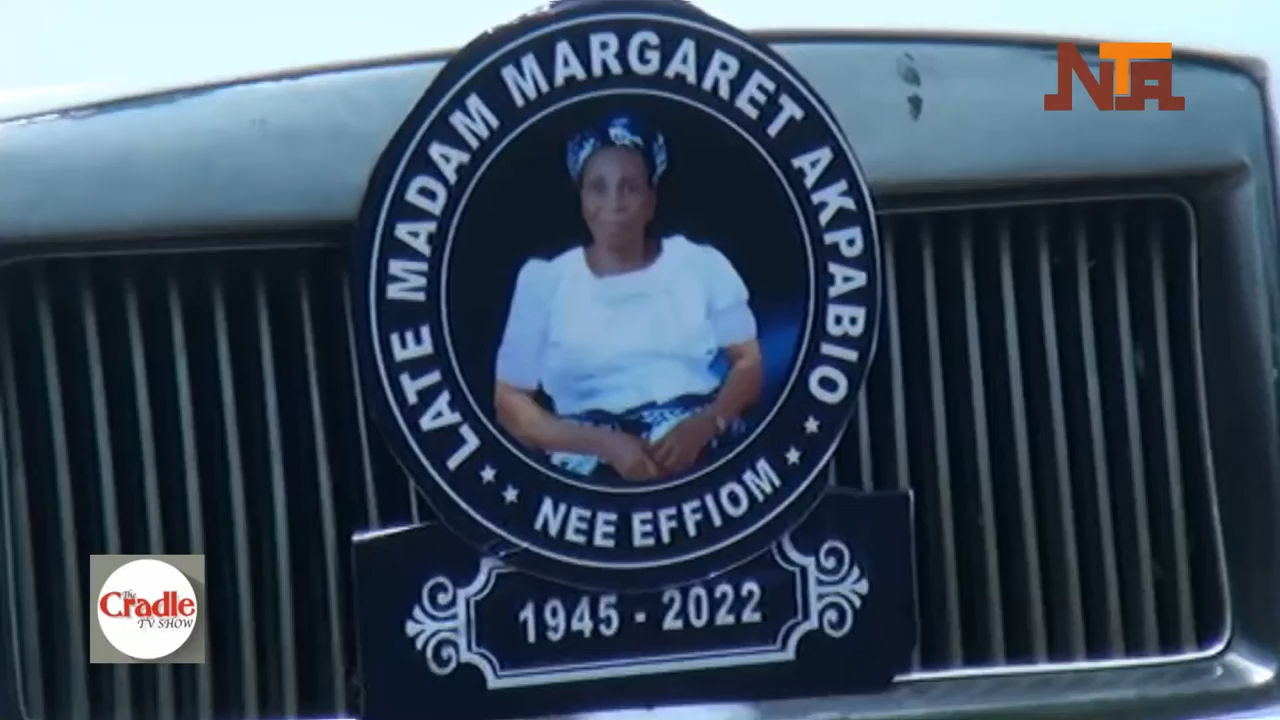 NTA
LATE MADAM MARGARET AKPABIO
NEE EFFIOM
1945 - 2022
The
Cradle
TV SHOW